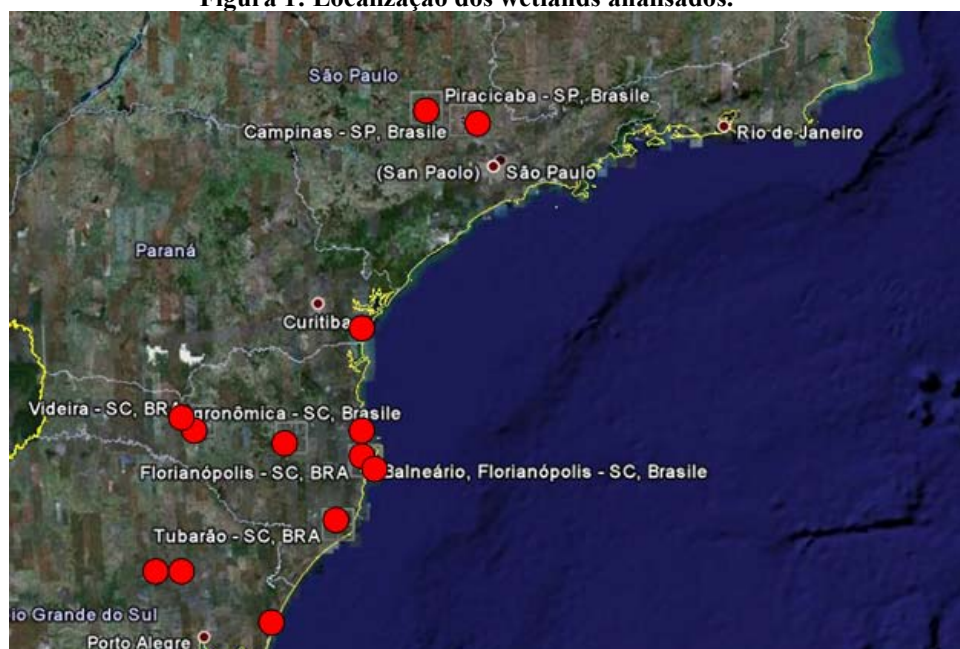 Figura 1: Localização dos wetlands analisados.
São Paulo
Piracicaba - SP, Brasile
Campinas - SP, Brasile
Rio de Janeiro
(San Paolo)
São Paulo
Paraná
Curitiba
Videira - SC, BRA
gronômica - SC, Brasile
Florianópolis - SC, BRA
Balneário, Florianópolis - SC, Brasile
Tubarão - SC, BRA
io Grande do Sul
Porto Alegre